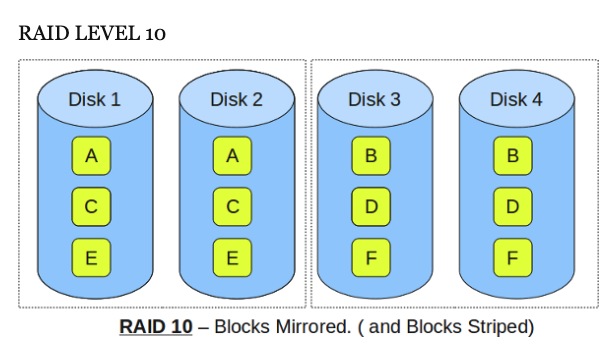 RAID LEVEL 10
Disk 1 Disk 2 Disk 3 Disk 4
A A B B
C C D D
E E F F
RAID 10 – Blocks Mirrored. ( and Blocks Striped)